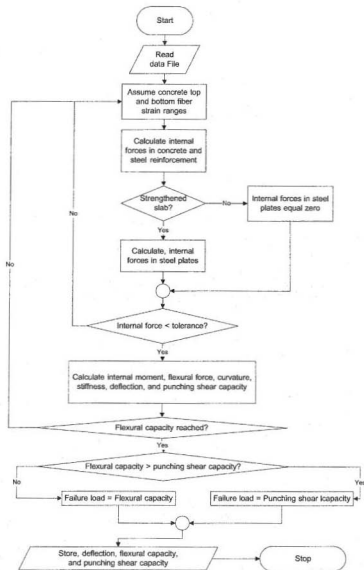 Start
Read
data File
Assume concrete top
and bottom fiber
strain ranges
Calculate internal
forces in concrete and
steel reinforcement
Strengthened
slab?
No
Internal forces in steel
plates equal zero
Yes
Calculate, internal
forces in steel plates
No
No
Internal force < tolerance?
Yes
Calculate internal moment, flexural force, curvature,
stiffness, deflection, and punching shear capacity
Flexural capacity reached?
Yes
Flexural capacity > punching shear capacity?
No
Yes
Failure load = Flexural capacity
Failure load = Punching shear lcapacity
Store, deflection, flexural capacity,
and punching shear capacity
Stop